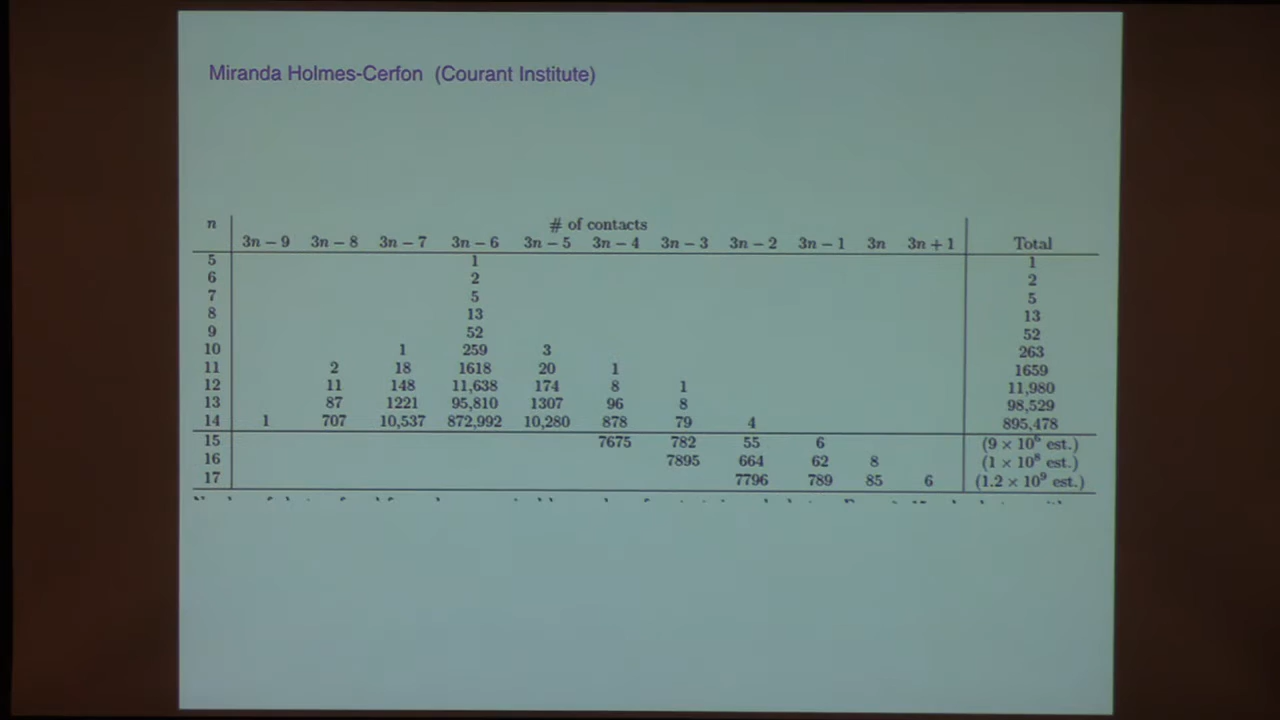 Miranda Holmes-Cerfon (Courant Institute)
n # of contacts
3n − 9 3n − 8 3n − 7 3n − 6 3n − 5 3n − 4 3n − 3 3n − 2 3n − 1 3n 3n + 1 Total
5 1 1
6 2 2
7 5 5
8 13 13
9 52 52
10 1 259 3 263
11 2 18 1618 20 1 1659
12 11 148 11,638 174 8 1 11,980
13 87 1221 95,810 1307 96 8 98,529
14 1 707 10,537 872,992 10,280 878 79 4 895,478
15 7675 782 55 6 (9 × 10⁶ est.)
16 7895 664 62 8 (1 × 10⁸ est.)
17 7796 789 85 6 (1.2 × 10⁹ est.)